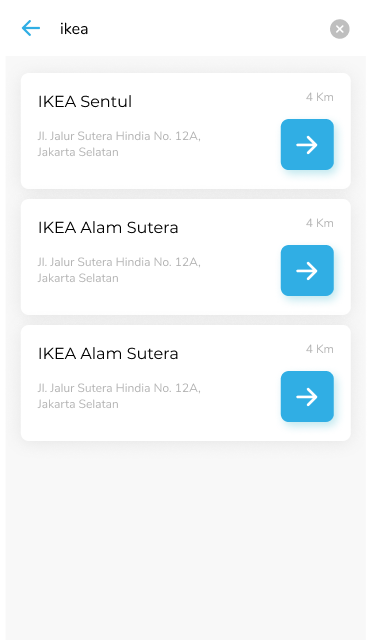 ikea
IKEA Sentul
4 Km
Jl. Jalur Sutera Hindia No. 12A,
Jakarta Selatan
IKEA Alam Sutera
4 Km
Jl. Jalur Sutera Hindia No. 12A,
Jakarta Selatan
IKEA Alam Sutera
4 Km
Jl. Jalur Sutera Hindia No. 12A,
Jakarta Selatan